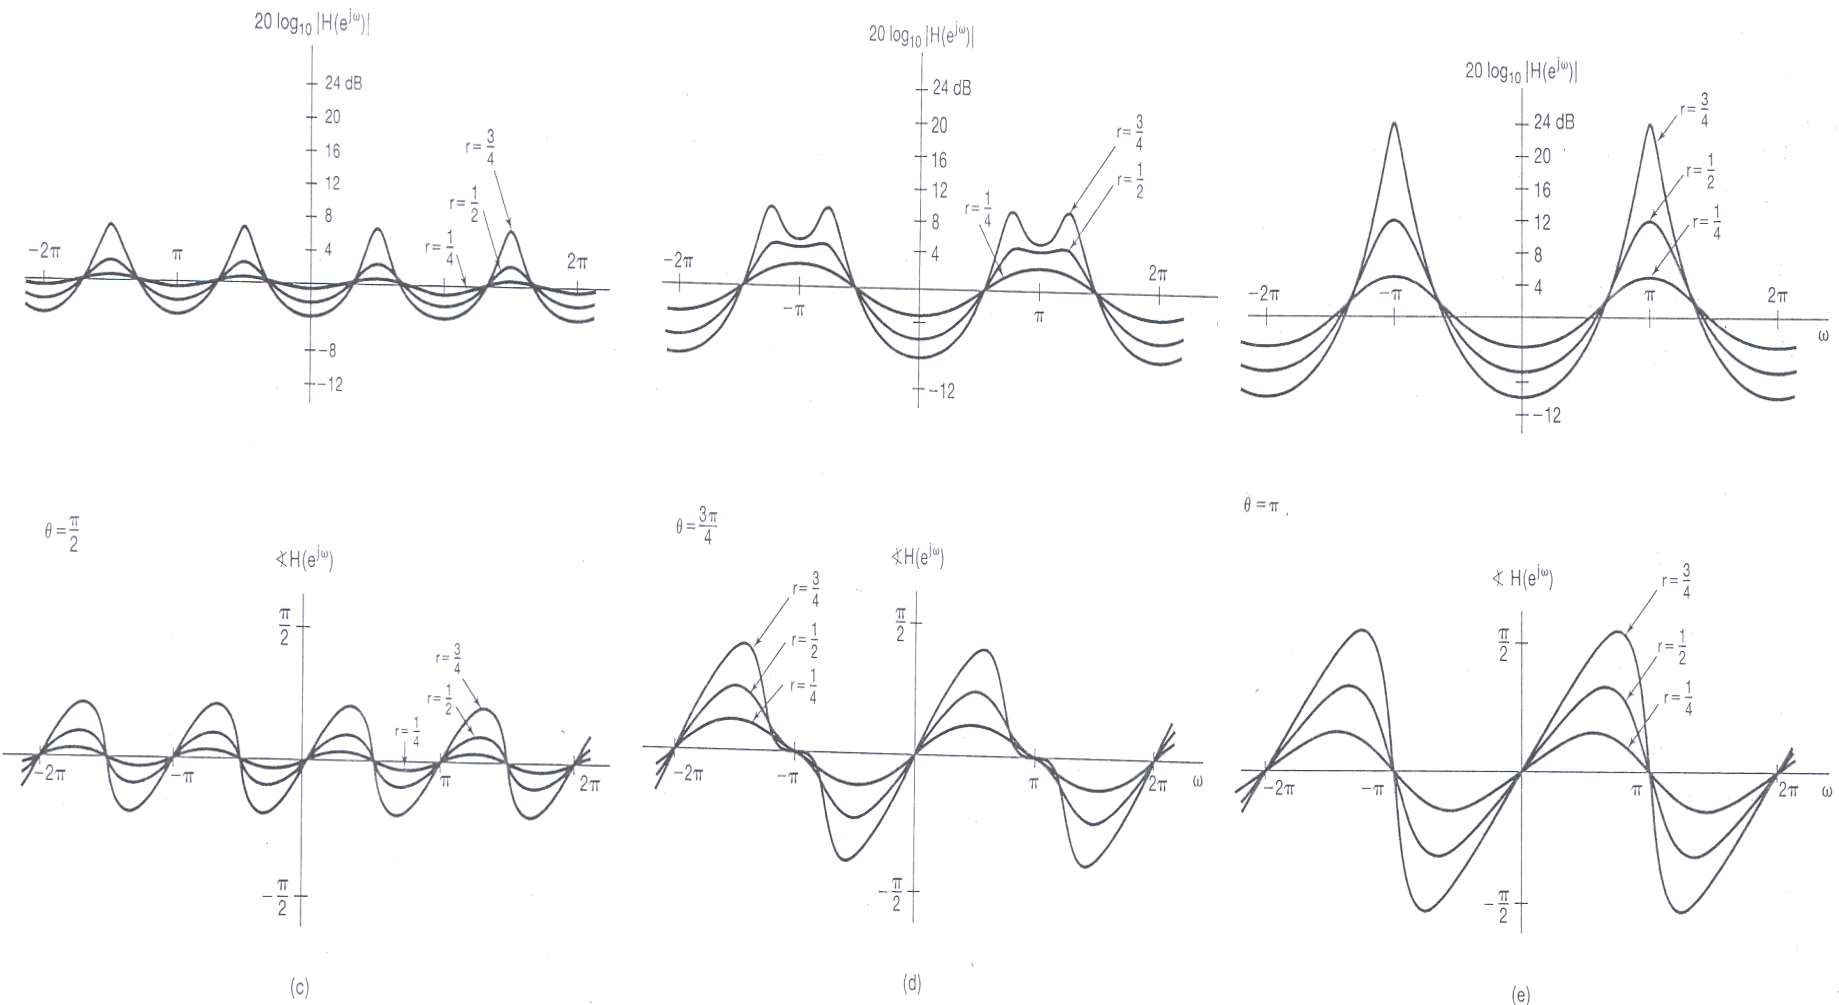 20 log₁₀ |H(e^jω)|
24 dB
20
16
12
8
4
−8
−12
−2π
π
2π
r = 3/4
r = 1/2
r = 1/4
20 log₁₀ |H(e^jω)|
24 dB
20
16
12
8
4
−12
−2π
−π
π
2π
r = 3/4
r = 1/2
r = 1/4
20 log₁₀ |H(e^jω)|
24 dB
20
16
12
8
4
−12
−2π
−π
π
2π
ω
r = 3/4
r = 1/2
r = 1/4
θ = π/2
∢H(e^jω)
π/2
−π/2
−2π
−π
π
2π
r = 3/4
r = 1/2
r = 1/4
(c)
θ = 3π/4
∢H(e^jω)
π/2
−π/2
−2π
−π
π
2π
ω
r = 3/4
r = 1/2
r = 1/4
(d)
θ = π
∢ H(e^jω)
π/2
−π/2
−2π
−π
π
2π
ω
r = 3/4
r = 1/2
r = 1/4
(e)